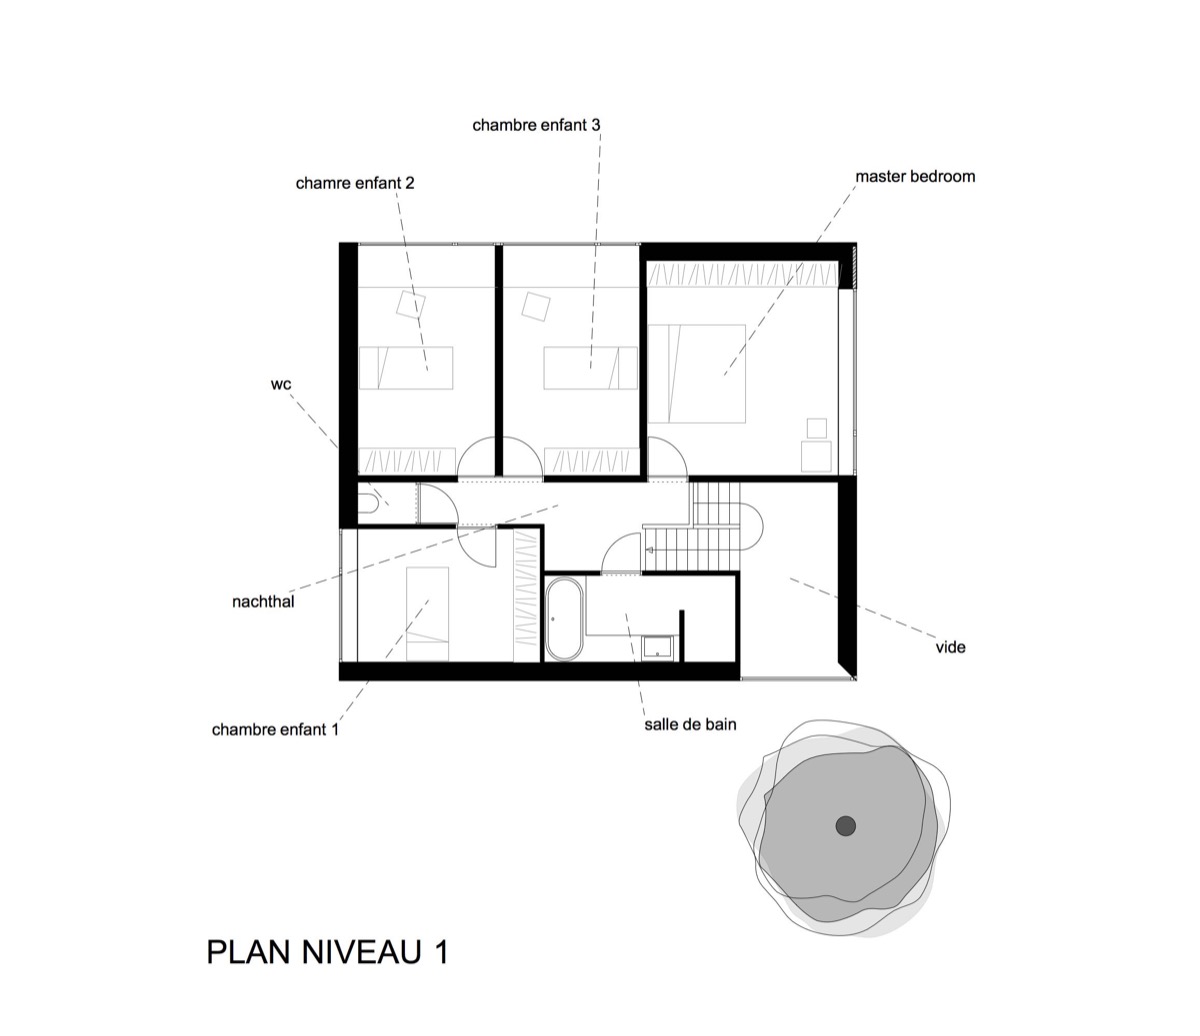 chambre enfant 3
master bedroom
chamre enfant 2
wc
nachthal
vide
salle de bain
chambre enfant 1
PLAN NIVEAU 1